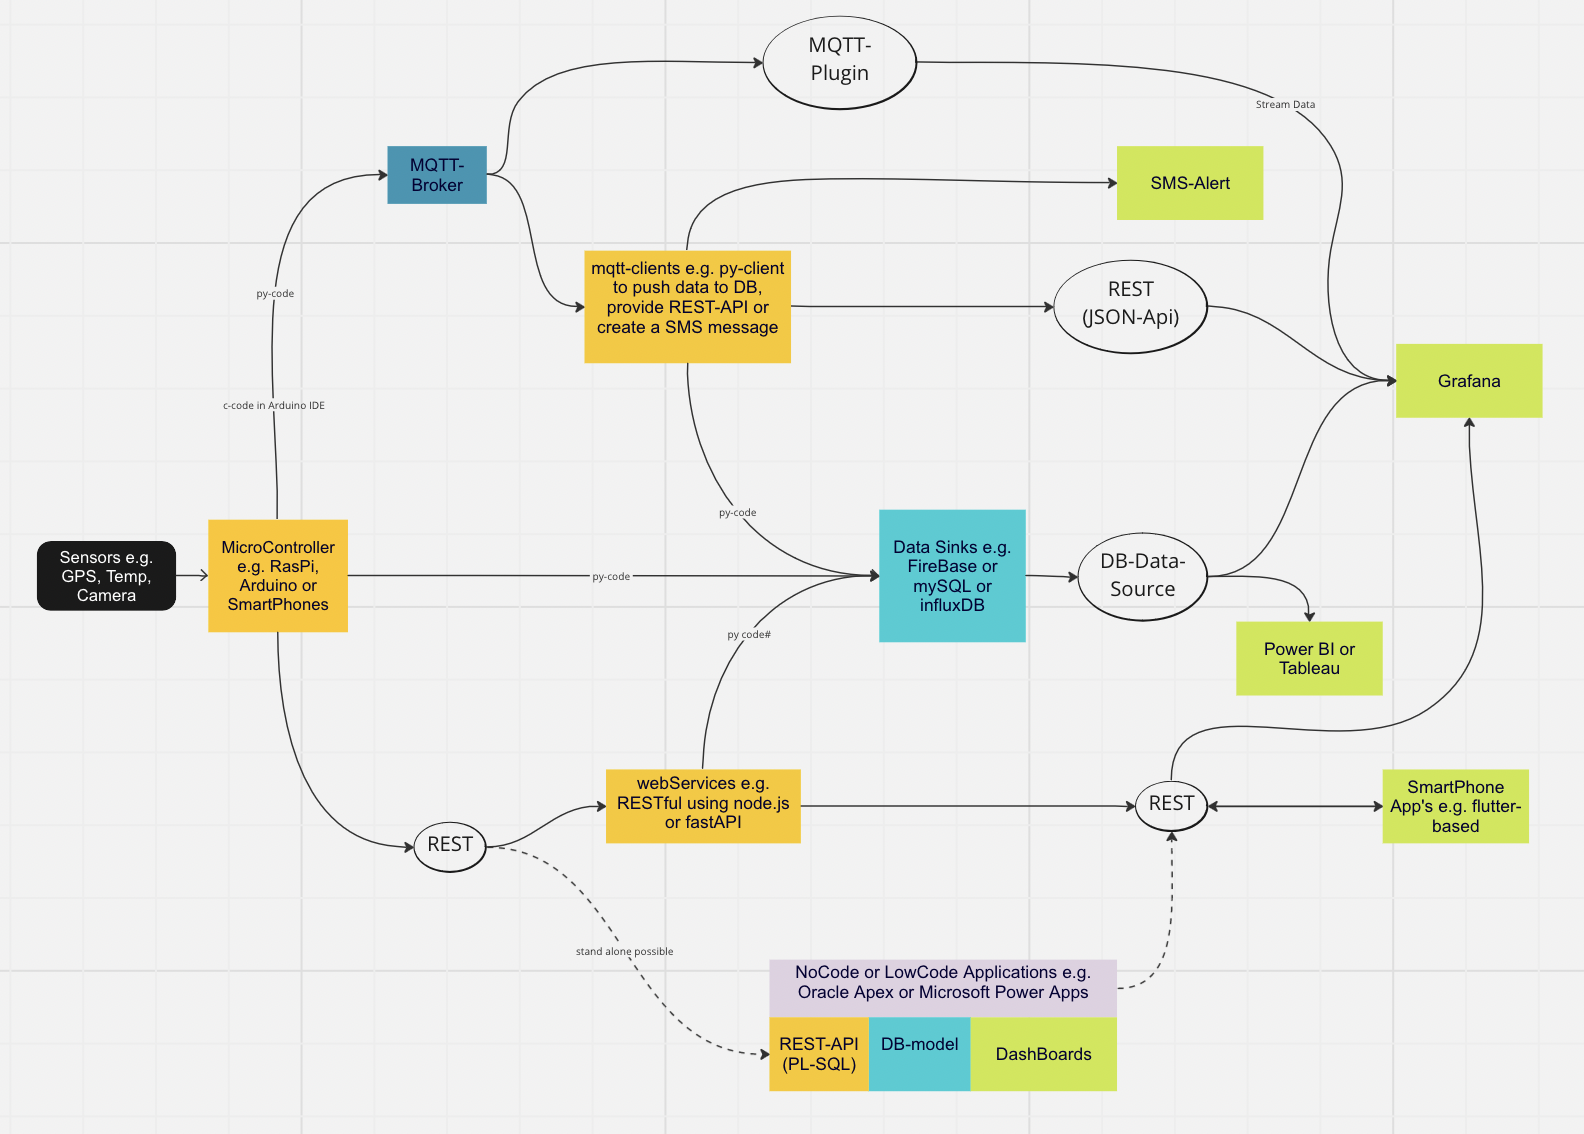 MQTT-
Plugin
Stream Data
MQTT-
Broker
SMS-Alert
mqtt-clients e.g. py-client
to push data to DB,
provide REST-API or
create a SMS message
REST
(JSON-Api)
py-code
Grafana
c-code in Arduino IDE
py-code
Sensors e.g.
GPS, Temp,
Camera
MicroController
e.g. RasPi,
Arduino or
SmartPhones
py-code
Data Sinks e.g.
FireBase or
mySQL or
influxDB
DB-Data-
Source
py code#
Power BI or
Tableau
webServices e.g.
RESTful using node.js
or fastAPI
REST
SmartPhone
App's e.g. flutter-
based
REST
stand alone possible
NoCode or LowCode Applications e.g.
Oracle Apex or Microsoft Power Apps
REST-API
(PL-SQL)
DB-model
DashBoards